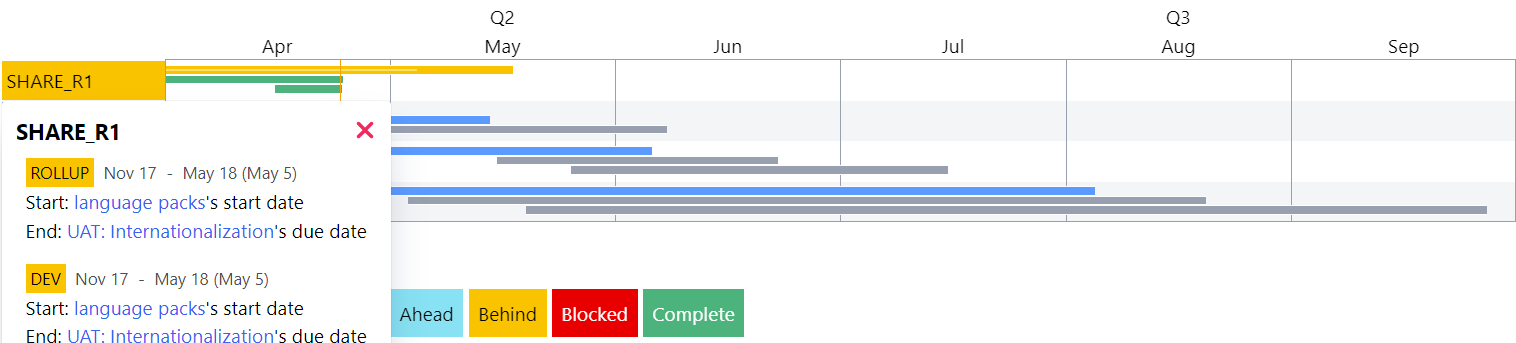 Q2 Q3
Apr May Jun Jul Aug Sep
SHARE_R1
SHARE_R1
ROLLUP Nov 17 - May 18 (May 5)
Start: language packs's start date
End: UAT: Internationalization's due date
DEV Nov 17 - May 18 (May 5)
Start: language packs's start date
End: UAT: Internationalization's due date
Ahead Behind Blocked Complete